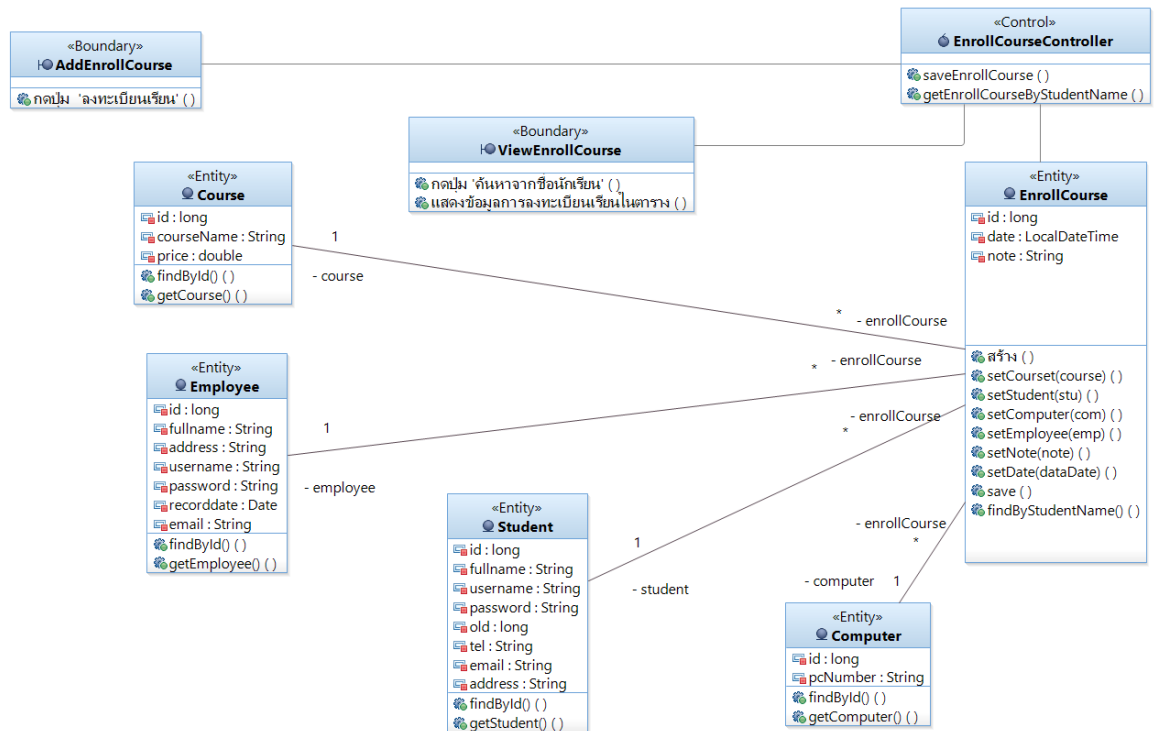 «Boundary»
AddEnrollCourse
กดปุ่ม 'ลงทะเบียนเรียน' ( )
«Control»
EnrollCourseController
saveEnrollCourse ( )
getEnrollCourseByStudentName ( )
«Boundary»
ViewEnrollCourse
กดปุ่ม 'ค้นหาจากชื่อนักเรียน' ( )
แสดงข้อมูลการลงทะเบียนเรียนในตาราง ( )
«Entity»
Course
id : long
courseName : String
price : double
findById() ( )
getCourse() ( )
1
- course
*
- enrollCourse
«Entity»
EnrollCourse
id : long
date : LocalDateTime
note : String
สร้าง ( )
setCourset(course) ( )
setStudent(stu) ( )
setComputer(com) ( )
setEmployee(emp) ( )
setNote(note) ( )
setDate(dataDate) ( )
save ( )
findByStudentName() ( )
«Entity»
Employee
id : long
fullname : String
address : String
username : String
password : String
recorddate : Date
email : String
findById() ( )
getEmployee() ( )
1
- employee
*
- enrollCourse
«Entity»
Student
id : long
fullname : String
username : String
password : String
old : long
tel : String
email : String
address : String
findById() ( )
getStudent() ( )
1
- student
- enrollCourse
*
- enrollCourse
*
- computer
1
«Entity»
Computer
id : long
pcNumber : String
findById() ( )
getComputer() ( )